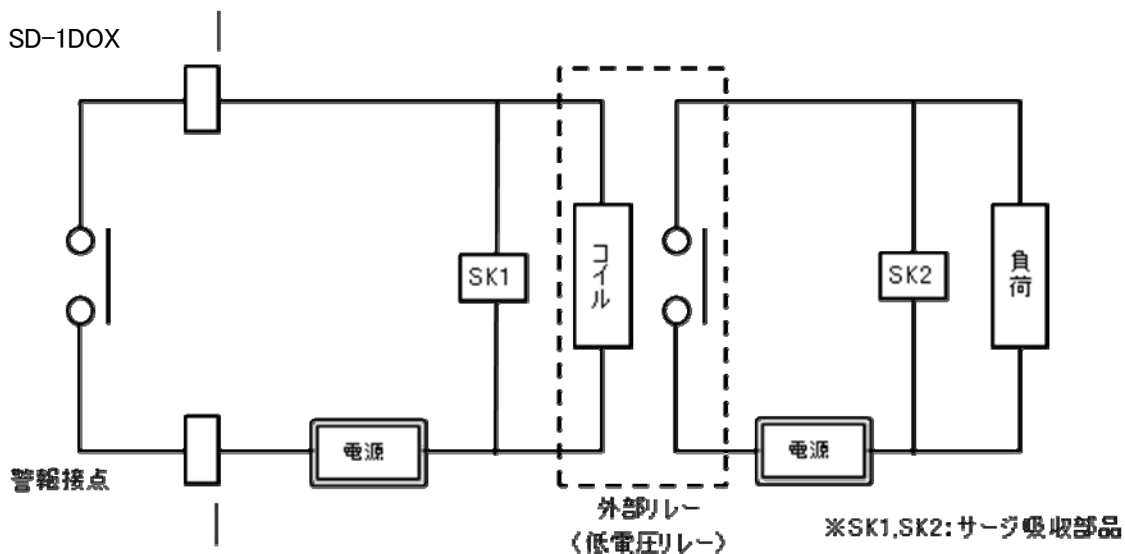 SD-1DOX
SK1
コイル
SK2
負荷
電源
電源
警報接点
外部リレー
(低電圧リレー)
※SK1,SK2:サージ吸収部品